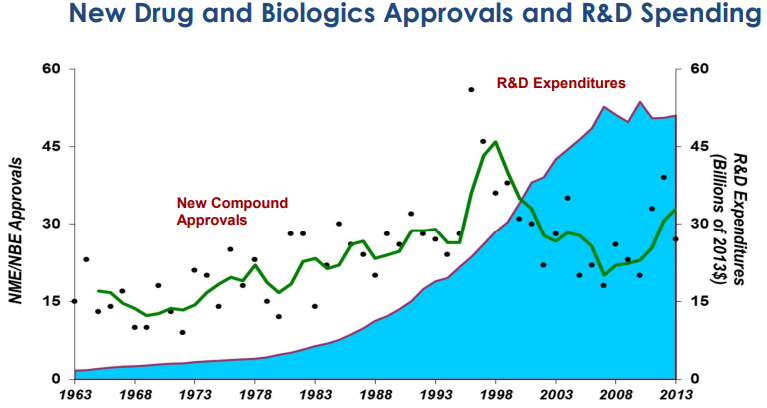 New Drug and Biologics Approvals and R&D Spending
60
45
30
15
0
NME/NBE Approvals
New Compound
Approvals
R&D Expenditures
60
45
30
15
0
R&D Expenditures
(Billions of 2013$)
1963 1968 1973 1978 1983 1988 1993 1998 2003 2008 2013